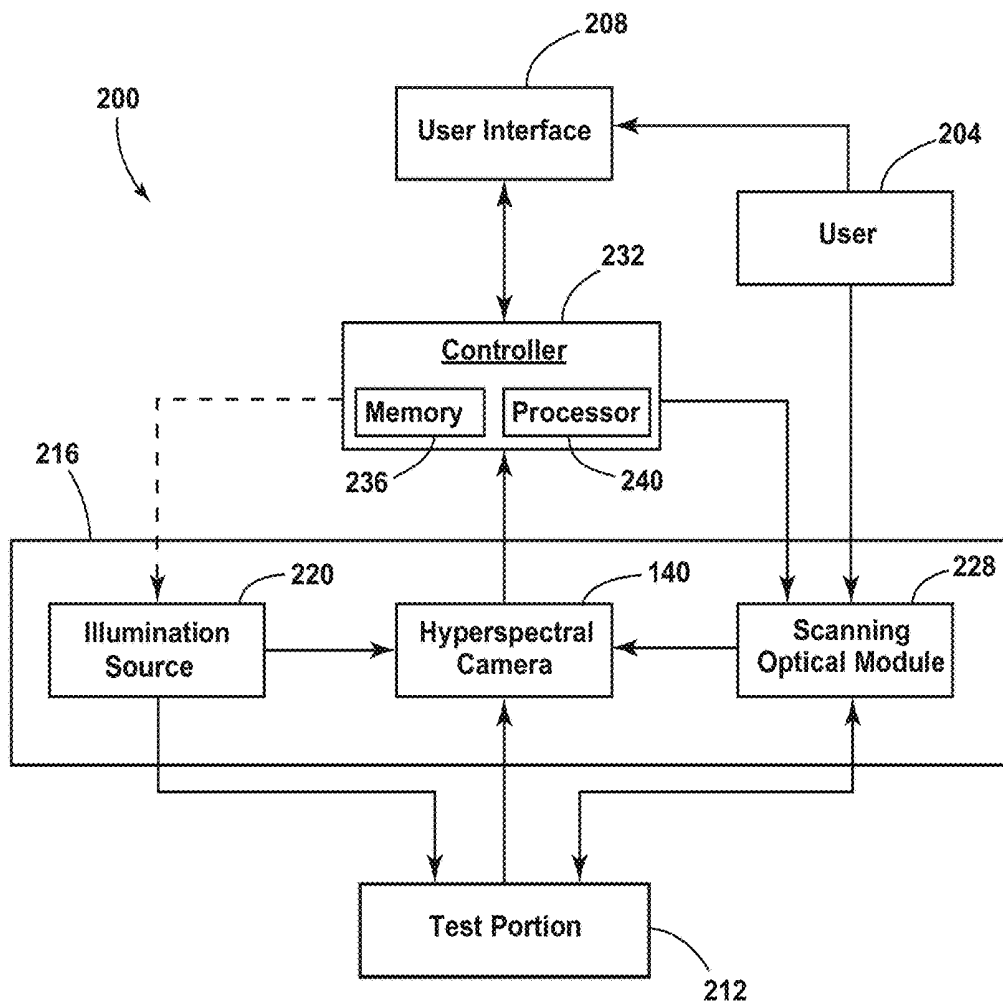 208
200
User Interface
204
User
232
Controller
Memory
Processor
216
236
240
220
140
228
Illumination
Source
Hyperspectral
Camera
Scanning
Optical Module
Test Portion
212